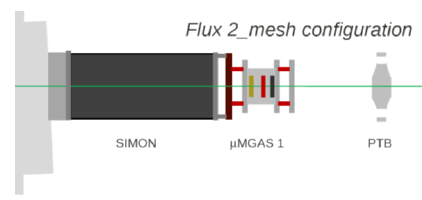 Flux 2_mesh configuration
SIMON
µMGAS 1
PTB